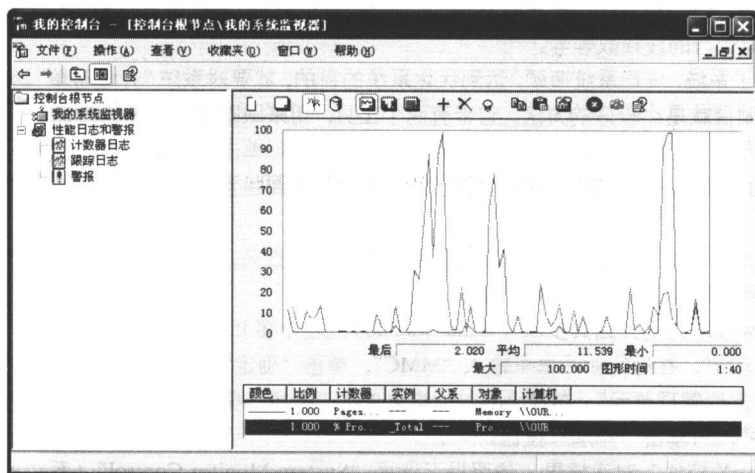 我的控制台 - [控制台根节点\我的系统监视器]
文件(F) 操作(A) 查看(V) 收藏夹(O) 窗口(W) 帮助(H)
控制台根节点
我的系统监视器
性能日志和警报
计数器日志
跟踪日志
警报
100
90
80
70
60
50
40
30
20
10
0
最后 2.020 平均 11.539 最小 0.000
最大 100.000 图形时间 1:40
颜色 比例 计数器 实例 父系 对象 计算机
1.000 Pages... --- --- Memory \\OUR...
1.000 % Pro... _Total --- Pro... \\OUR...